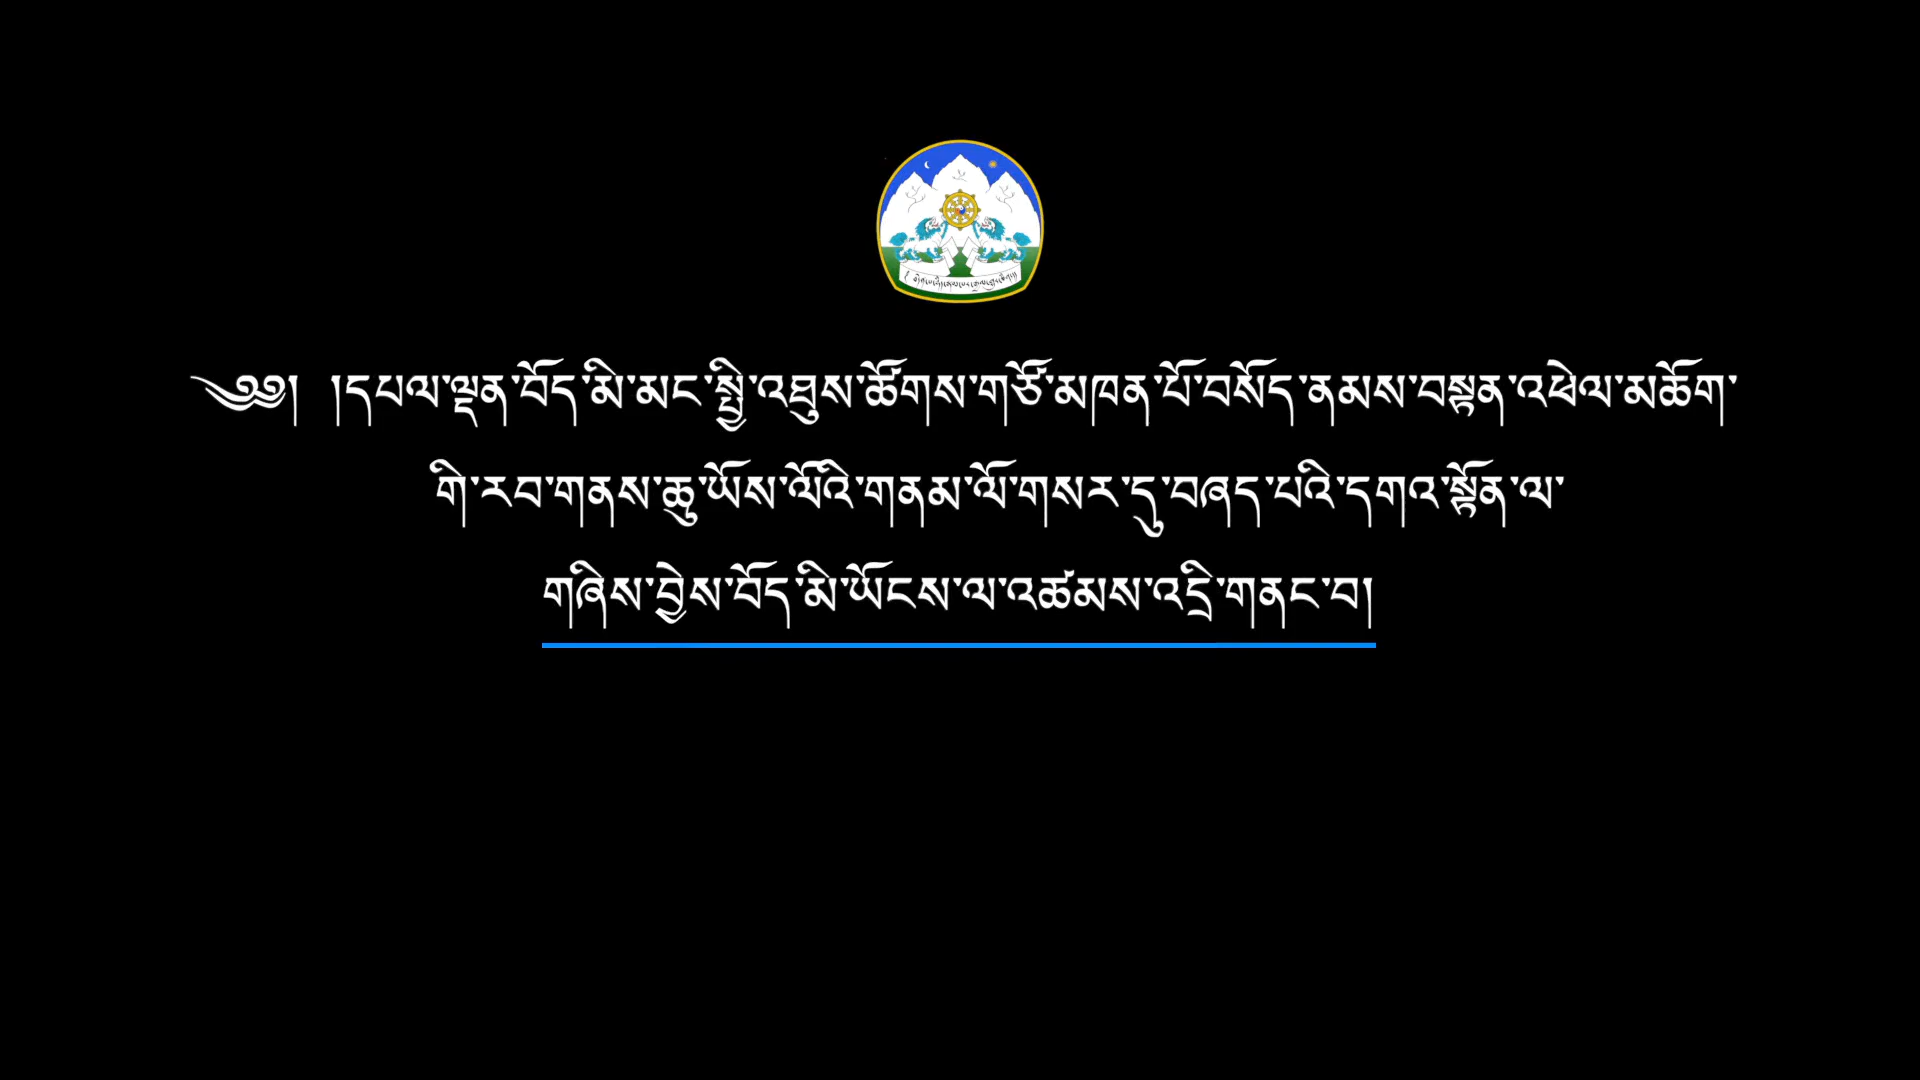 ༄༅། །དཔལ་ལྡན་བོད་མི་མང་སྤྱི་འཐུས་ཚོགས་གཙོ་མཁན་པོ་བསོད་ནམས་བསྟན་འཕེལ་མཆོག་
གི་རབ་གནས་ཆུ་ཡོས་ལོའི་གནམ་ལོ་གསར་དུ་བཞད་པའི་དགའ་སྟོན་ལ་
གཞིས་བྱེས་བོད་མི་ཡོངས་ལ་འཚམས་འདྲི་གནང་བ།